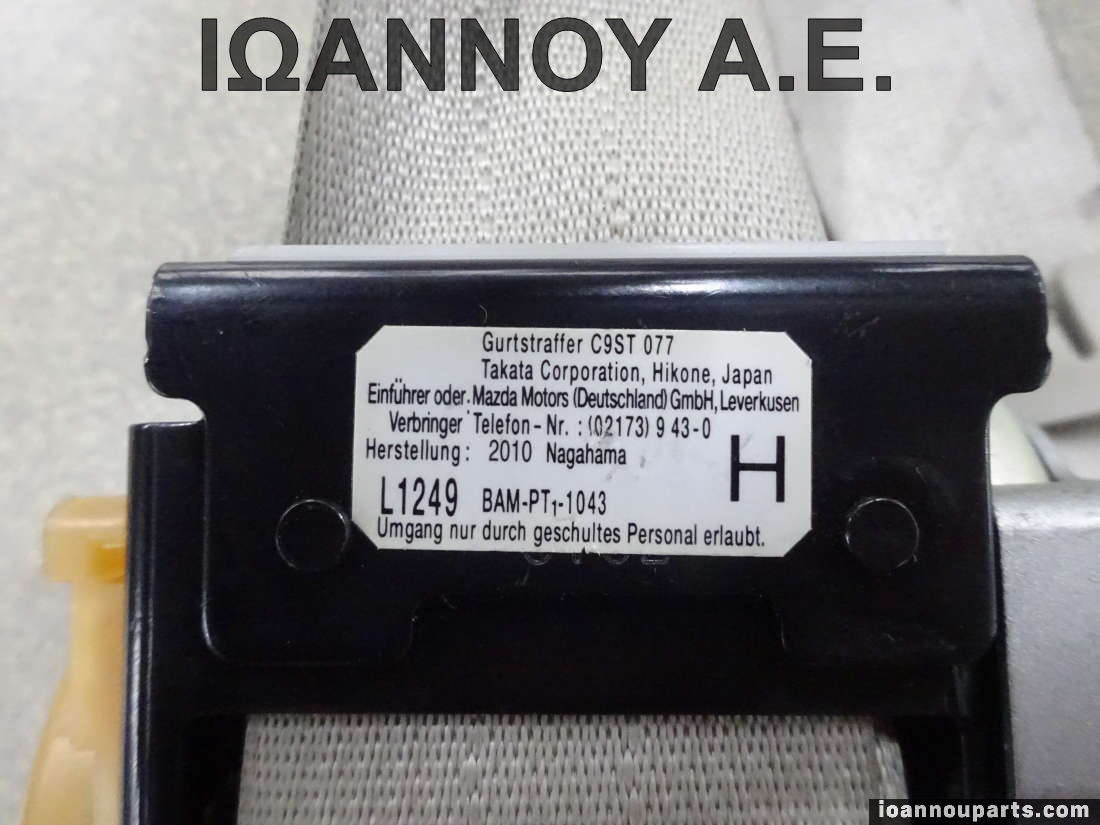 ΙΩΑΝΝΟΥ Α.Ε.
Gurtstraffer C9ST 077
Takata Corporation, Hikone, Japan
Einführer oder. Mazda Motors (Deutschland) GmbH, Leverkusen
Verbringer Telefon-Nr. : (02173) 9 43-0
Herstellung: 2010 Nagahama
H
L1249 BAM-PT1-1043
Umgang nur durch geschultes Personal erlaubt.
ioannouparts.com